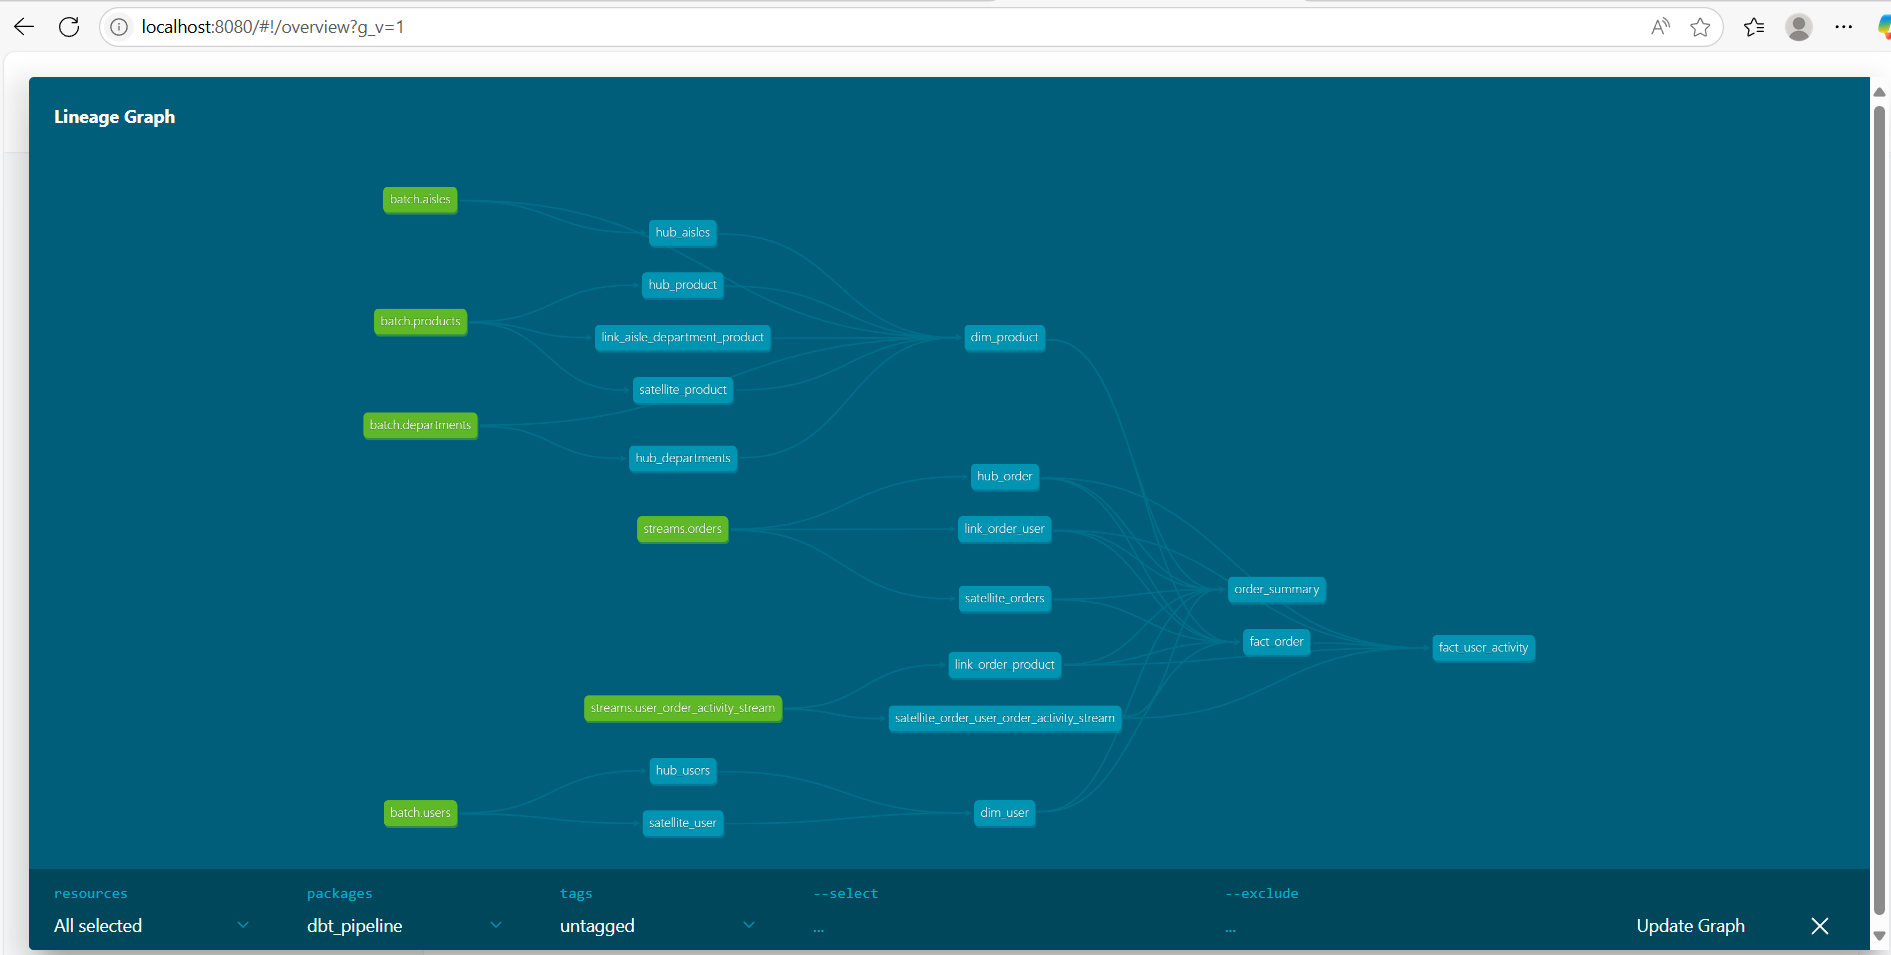 localhost:8080/#!/overview?g_v=1
Lineage Graph
batch.aisles
hub_aisles
hub_product
batch.products
link_aisle_department_product
dim_product
satellite_product
batch.departments
hub_departments
hub_order
streams.orders
link_order_user
order_summary
satellite_orders
fact_order
fact_user_activity
link_order_product
streams.user_order_activity_stream
satellite_order_user_order_activity_stream
hub_users
batch.users
dim_user
satellite_user
resources
packages
tags
--select
--exclude
All selected
dbt_pipeline
untagged
...
...
Update Graph